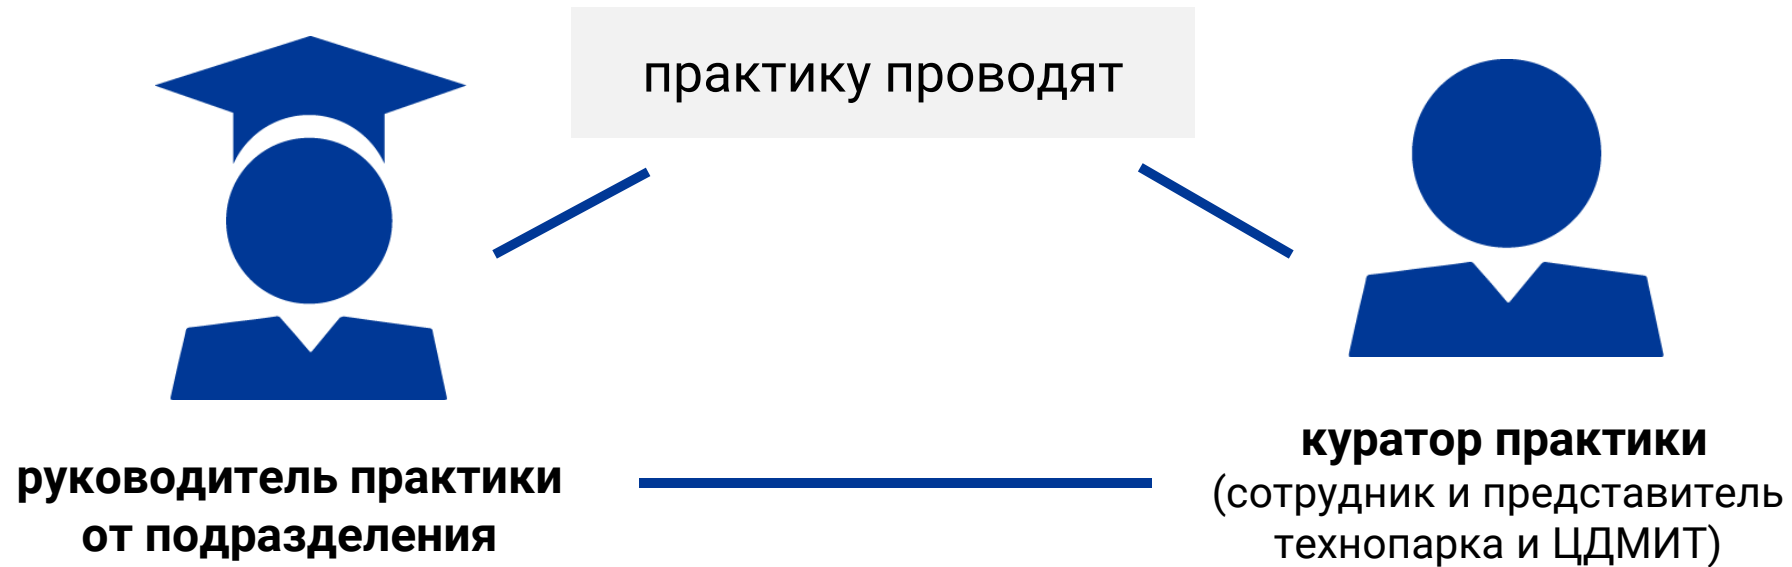 практику проводят
руководитель практики
от подразделения
куратор практики
(сотрудник и представитель
технопарка и ЦДМИТ)